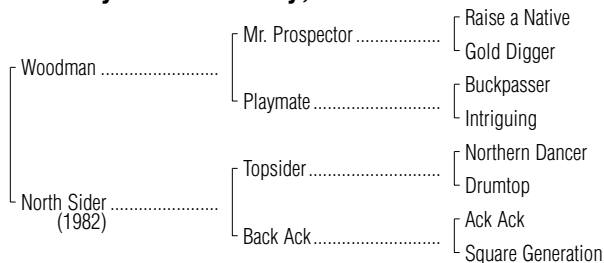 Raise a Native
Mr. Prospector ..................
Gold Digger
Woodman .........................
Buckpasser
Playmate .........................
Intriguing
Northern Dancer
Topsider ...........................
Drumtop
North Sider .......................
(1982)
Ack Ack
Back Ack ..........................
Square Generation